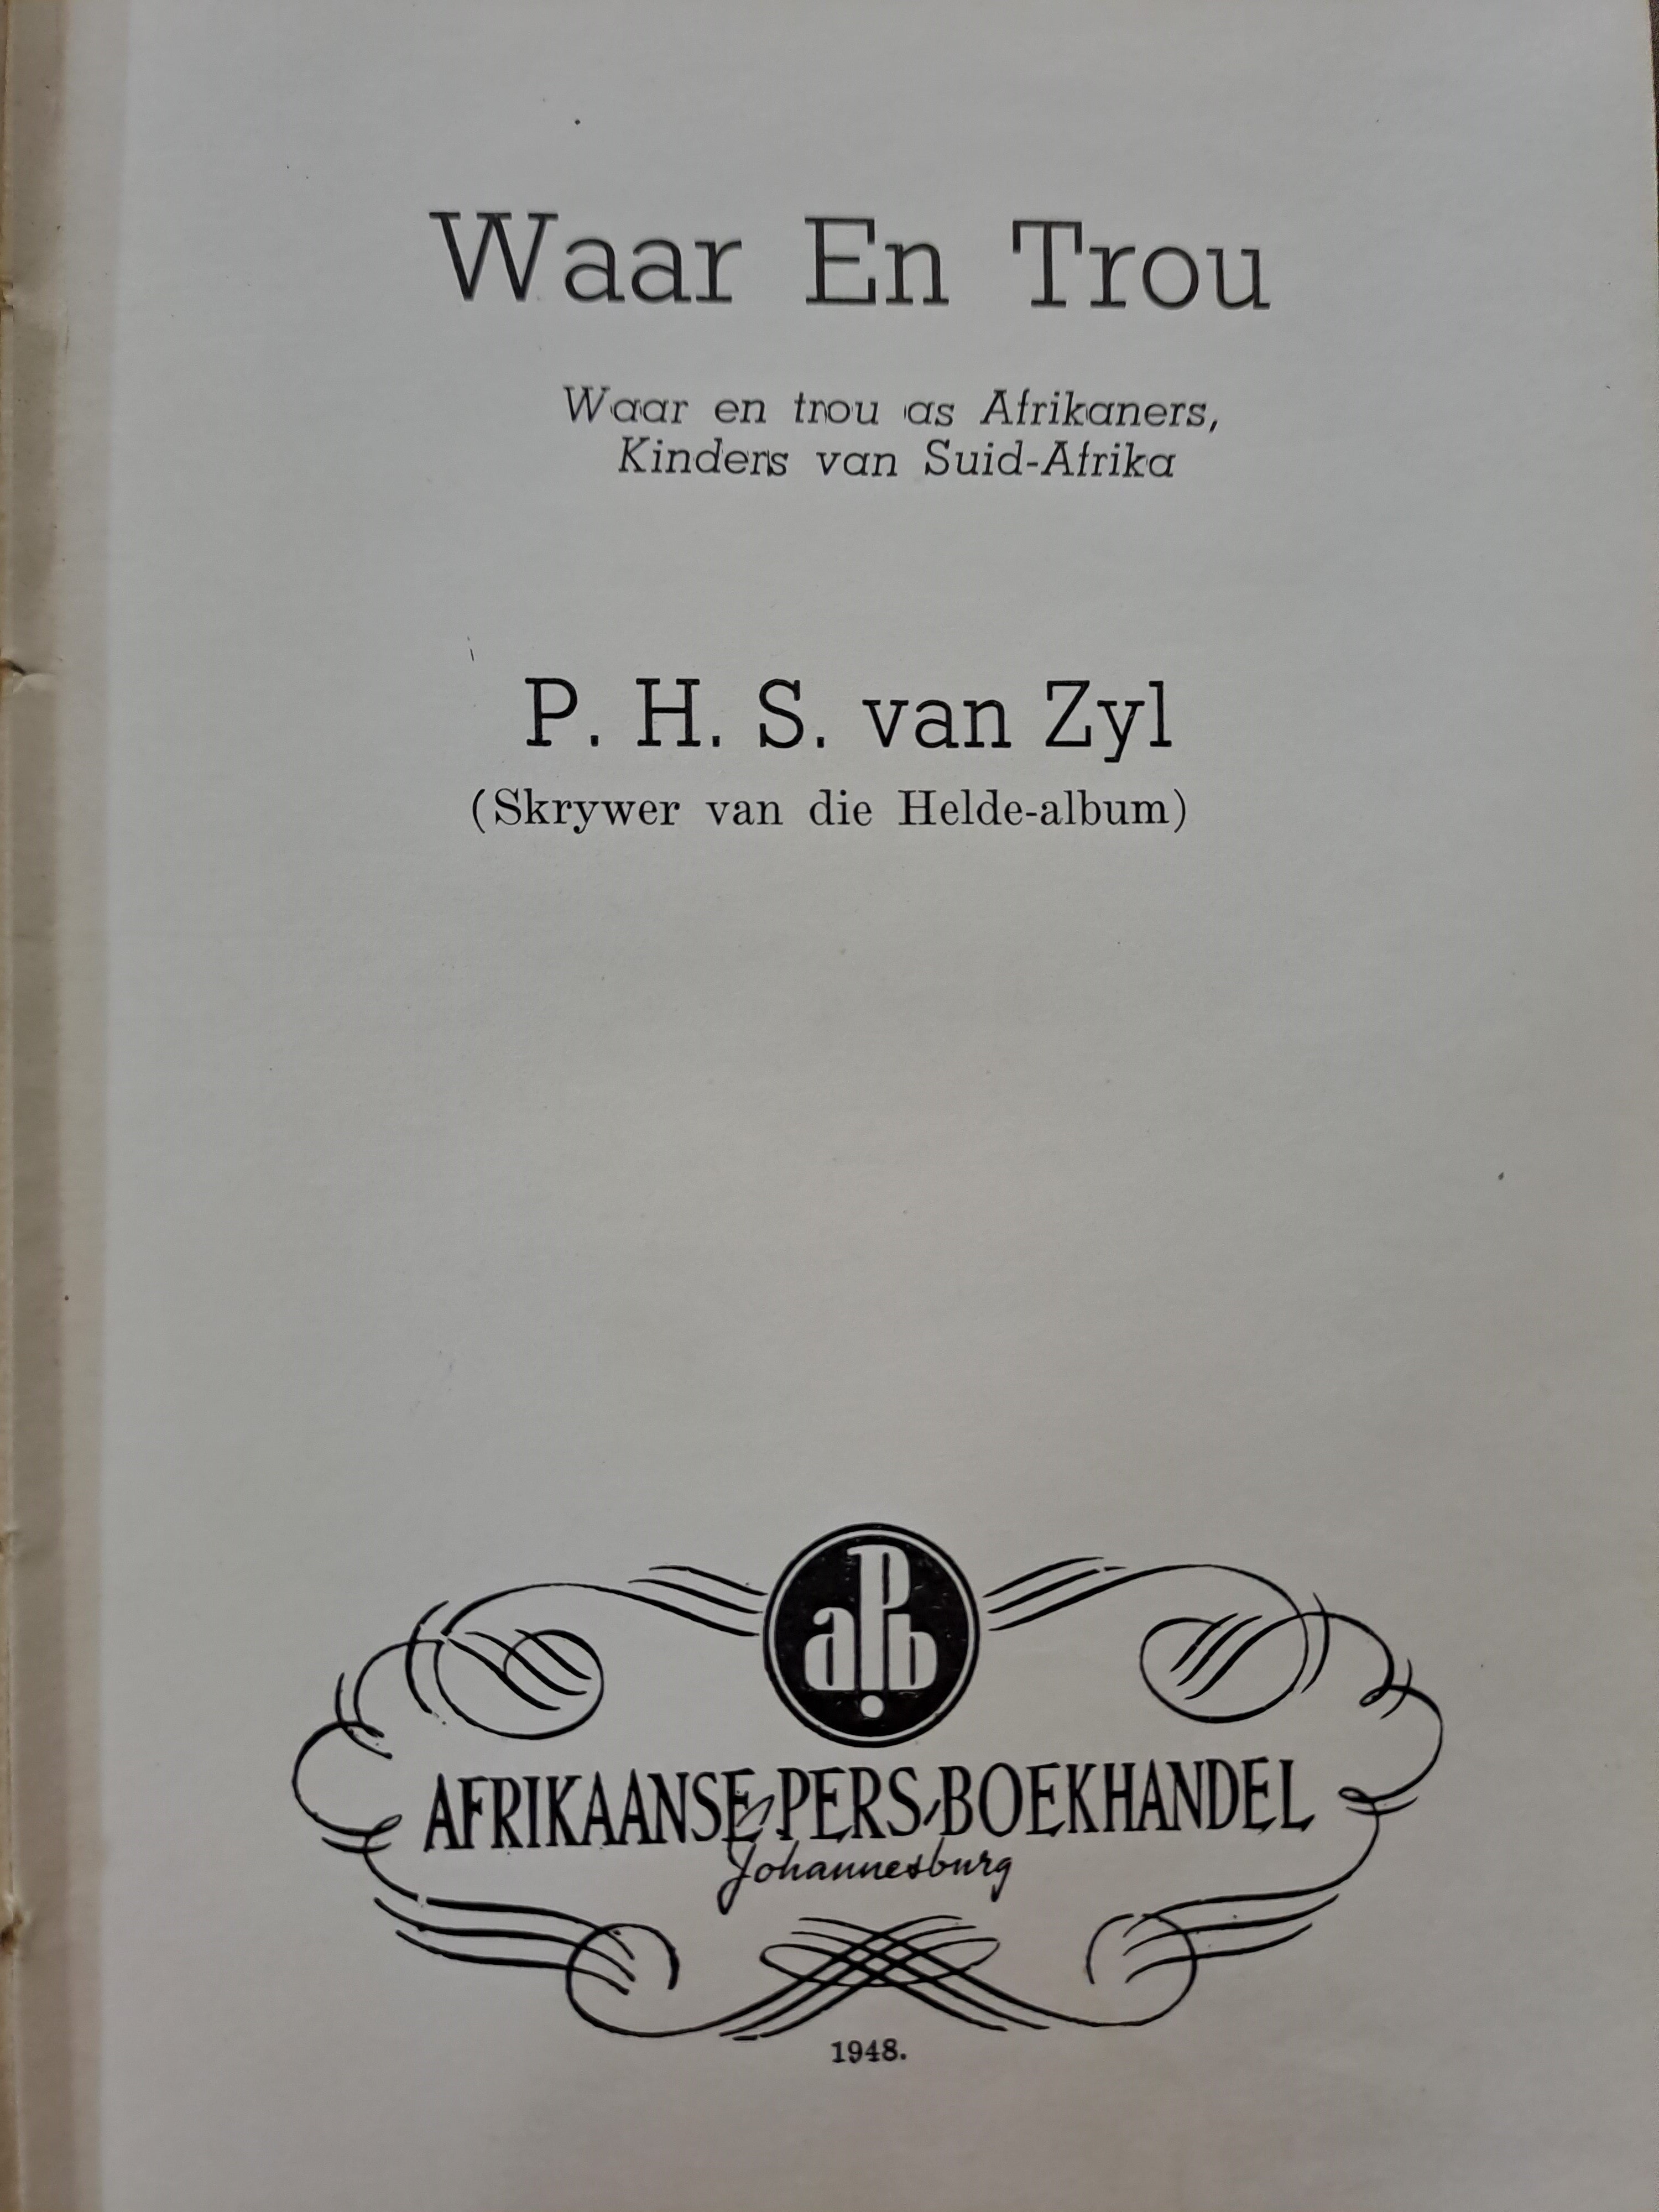 Waar En Trou
Waar en trou as Afrikaners,
Kinders van Suid-Afrika
P. H. S. van Zyl
(Skrywer van die Helde-album)
aPb
AFRIKAANSE-PERS-BOEKHANDEL
Johannesburg
1948.